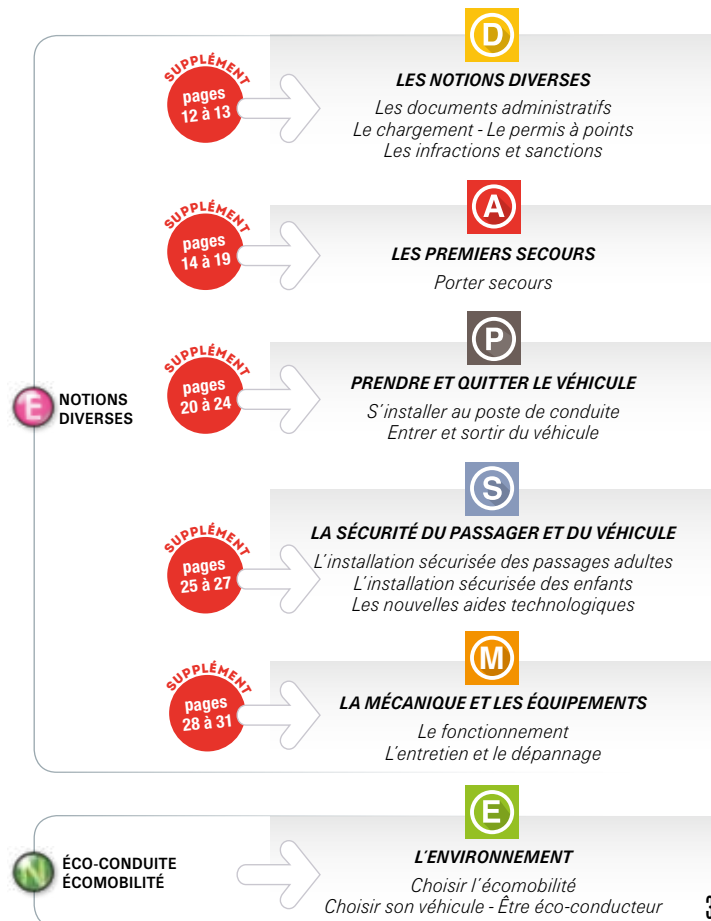 D
SUPPLÉMENT
pages
12 à 13
LES NOTIONS DIVERSES
Les documents administratifs
Le chargement - Le permis à points
Les infractions et sanctions
A
SUPPLÉMENT
pages
14 à 19
LES PREMIERS SECOURS
Porter secours
P
SUPPLÉMENT
pages
20 à 24
PRENDRE ET QUITTER LE VÉHICULE
S'installer au poste de conduite
Entrer et sortir du véhicule
E
NOTIONS
DIVERSES
S
SUPPLÉMENT
pages
25 à 27
LA SÉCURITÉ DU PASSAGER ET DU VÉHICULE
L'installation sécurisée des passages adultes
L'installation sécurisée des enfants
Les nouvelles aides technologiques
M
SUPPLÉMENT
pages
28 à 31
LA MÉCANIQUE ET LES ÉQUIPEMENTS
Le fonctionnement
L'entretien et le dépannage
E
N
ÉCO-CONDUITE
ÉCOMOBILITÉ
L'ENVIRONNEMENT
Choisir l'écomobilité
Choisir son véhicule - Être éco-conducteur
3